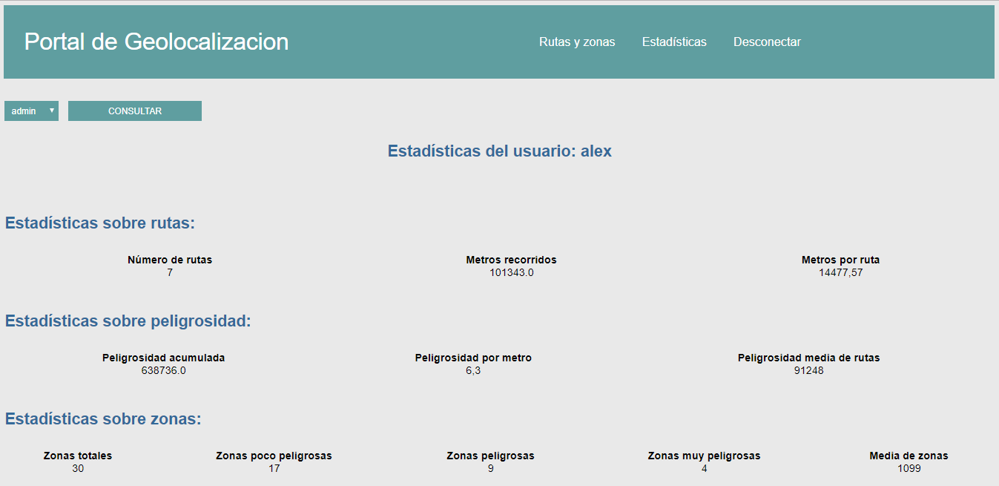 Portal de Geolocalizacion
Rutas y zonas Estadísticas Desconectar
admin CONSULTAR
Estadísticas del usuario: alex
Estadísticas sobre rutas:
Número de rutas Metros recorridos Metros por ruta
7 101343.0 14477,57
Estadísticas sobre peligrosidad:
Peligrosidad acumulada Peligrosidad por metro Peligrosidad media de rutas
638736.0 6,3 91248
Estadísticas sobre zonas:
Zonas totales Zonas poco peligrosas Zonas peligrosas Zonas muy peligrosas Media de zonas
30 17 9 4 1099